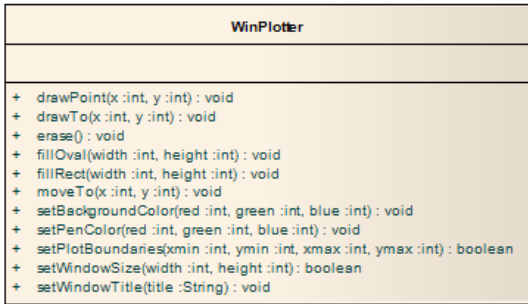 WinPlotter
+ drawPoint(x :int, y :int) : void
+ drawTo(x :int, y :int) : void
+ erase() : void
+ fillOval(width :int, height :int) : void
+ fillRect(width :int, height :int) : void
+ moveTo(x :int, y :int) : void
+ setBackgroundColor(red :int, green :int, blue :int) : void
+ setPenColor(red :int, green :int, blue :int) : void
+ setPlotBoundaries(xmin :int, ymin :int, xmax :int, ymax :int) : boolean
+ setWindowSize(width :int, height :int) : boolean
+ setWindowTitle(title :String) : void